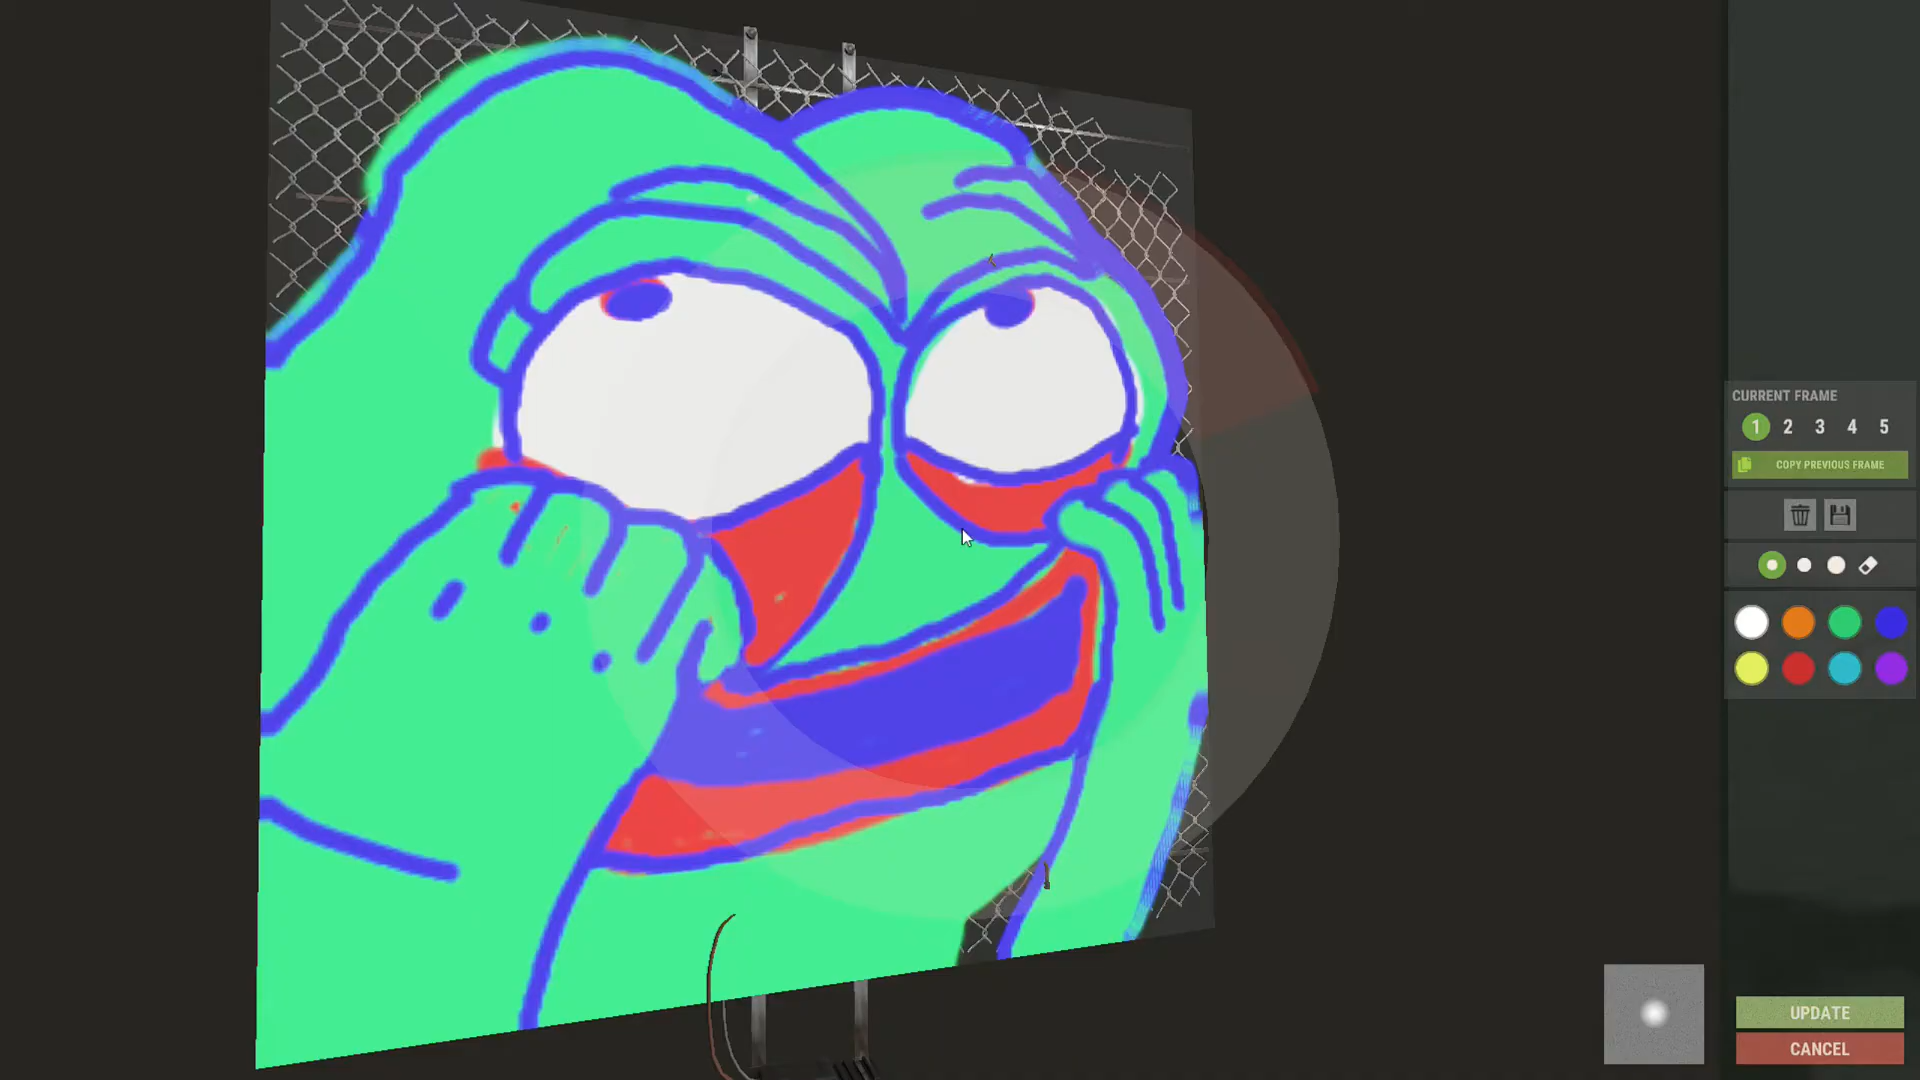 CURRENT FRAME
1 2 3 4 5
COPY PREVIOUS FRAME
UPDATE
CANCEL